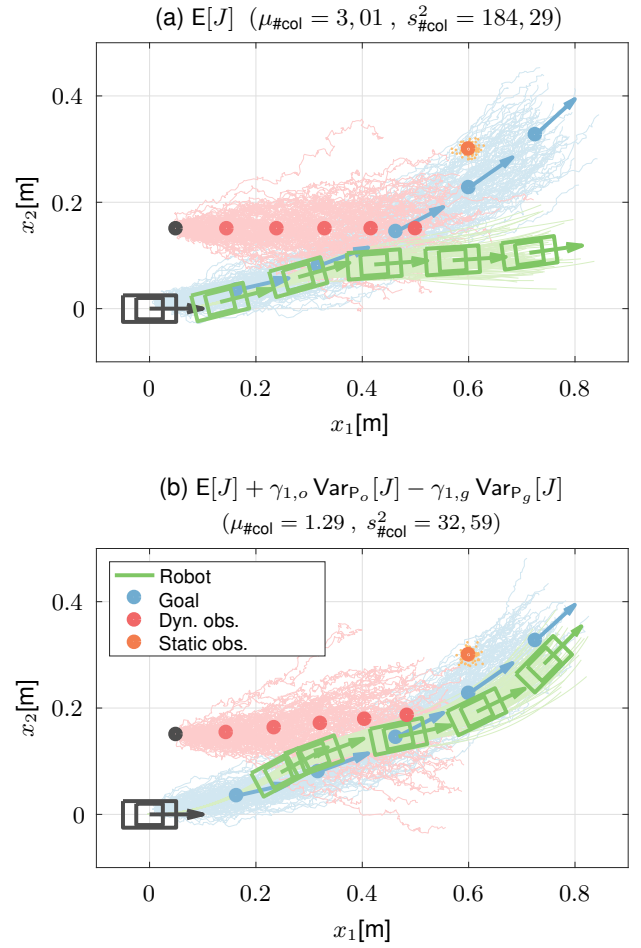 (a) E[J] (μ#col = 3, 01 , s²#col = 184, 29)
0.4
0.2
0
x₂[m]
0 0.2 0.4 0.6 0.8
x₁[m]
(b) E[J] + γ₁,ₒ Var_Pₒ[J] − γ₁,g Var_P_g[J]
(μ#col = 1.29 , s²#col = 32, 59)
Robot
Goal
Dyn. obs.
Static obs.
0.4
0.2
0
x₂[m]
0 0.2 0.4 0.6 0.8
x₁[m]